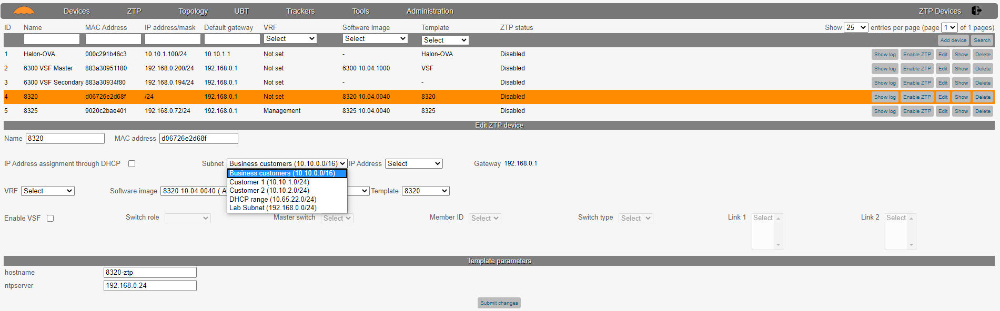 Devices ZTP Topology UBT Trackers Tools Administration ZTP Devices
ID Name MAC Address IP address/mask Default gateway VRF Software image Template ZTP status Show 25 entries per page (page 1 of 1 pages)
Select Select Select Add device Search
1 Halon-OVA 000c291b46c3 10.10.1.100/24 10.10.1.1 Not set - Halon-OVA Disabled Show log Enable ZTP Edit Show Delete
2 6300 VSF Master 883a30951180 192.168.0.200/24 192.168.0.1 Not set 6300 10.04.1000 VSF Disabled Show log Enable ZTP Edit Show Delete
3 6300 VSF Secondary 883a30934f80 192.168.0.194/24 192.168.0.1 Not set - - Disabled Show log Enable ZTP Edit Show Delete
4 8320 d06726e2d68f /24 192.168.0.1 Not set 8320 10.04.0040 8320 Disabled Show log Enable ZTP Edit Show Delete
5 8325 9020c2bae401 192.168.0.72/24 192.168.0.1 Management 8325 10.04.0040 8325 Disabled Show log Enable ZTP Edit Show Delete
Edit ZTP device
Name 8320 MAC address d06726e2d68f
IP Address assignment through DHCP Subnet Business customers (10.10.0.0/16) IP Address Select Gateway 192.168.0.1
Business customers (10.10.0.0/16)
Customer 1 (10.10.1.0/24)
Customer 2 (10.10.2.0/24)
DHCP range (10.65.22.0/24)
Lab Subnet (192.168.0.0/24)
VRF Select Software image 8320 10.04.0040 ( A Template 8320
Enable VSF Switch role Master switch Select Member ID Select Switch type Select Link 1 Select Link 2 Select
Template parameters
hostname 8320-ztp
ntpserver 192.168.0.24
Submit changes